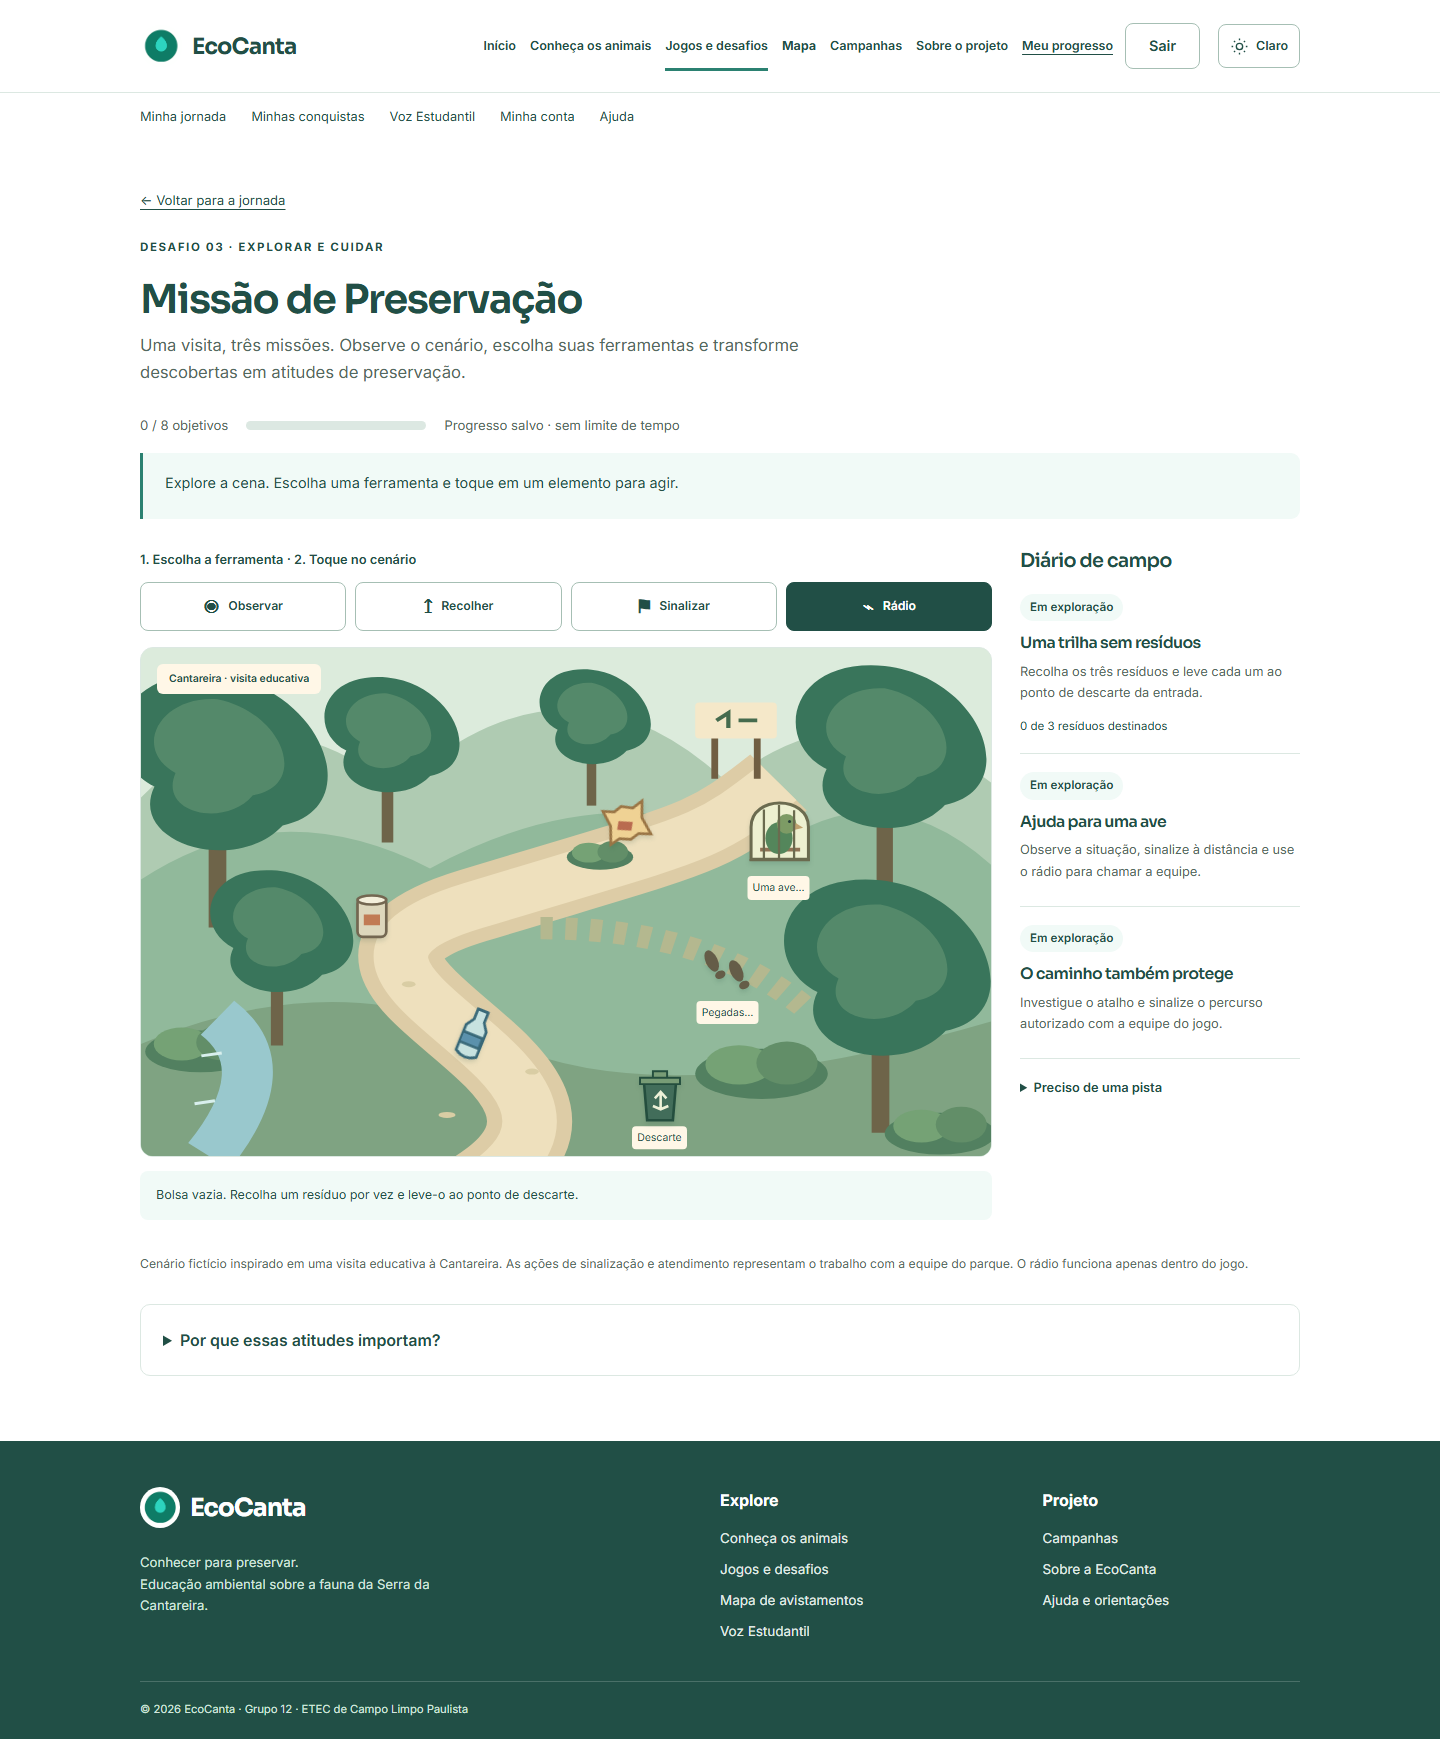 EcoCanta
Início Conheça os animais Jogos e desafios Mapa Campanhas Sobre o projeto Meu progresso Sair Claro
Minha jornada Minhas conquistas Voz Estudantil Minha conta Ajuda
← Voltar para a jornada
DESAFIO 03 · EXPLORAR E CUIDAR
Missão de Preservação
Uma visita, três missões. Observe o cenário, escolha suas ferramentas e transforme
descobertas em atitudes de preservação.
0 / 8 objetivos Progresso salvo · sem limite de tempo
Explore a cena. Escolha uma ferramenta e toque em um elemento para agir.
1. Escolha a ferramenta · 2. Toque no cenário
Observar Recolher Sinalizar Rádio
Cantareira · visita educativa
Uma ave...
Pegadas...
Descarte
Bolsa vazia. Recolha um resíduo por vez e leve-o ao ponto de descarte.
Diário de campo
Em exploração
Uma trilha sem resíduos
Recolha os três resíduos e leve cada um ao
ponto de descarte da entrada.
0 de 3 resíduos destinados
Em exploração
Ajuda para uma ave
Observe a situação, sinalize à distância e use
o rádio para chamar a equipe.
Em exploração
O caminho também protege
Investigue o atalho e sinalize o percurso
autorizado com a equipe do jogo.
Preciso de uma pista
Cenário fictício inspirado em uma visita educativa à Cantareira. As ações de sinalização e atendimento representam o trabalho com a equipe do parque. O rádio funciona apenas dentro do jogo.
Por que essas atitudes importam?
EcoCanta
Conhecer para preservar.
Educação ambiental sobre a fauna da Serra da
Cantareira.
Explore
Conheça os animais
Jogos e desafios
Mapa de avistamentos
Voz Estudantil
Projeto
Campanhas
Sobre a EcoCanta
Ajuda e orientações
© 2026 EcoCanta · Grupo 12 · ETEC de Campo Limpo Paulista